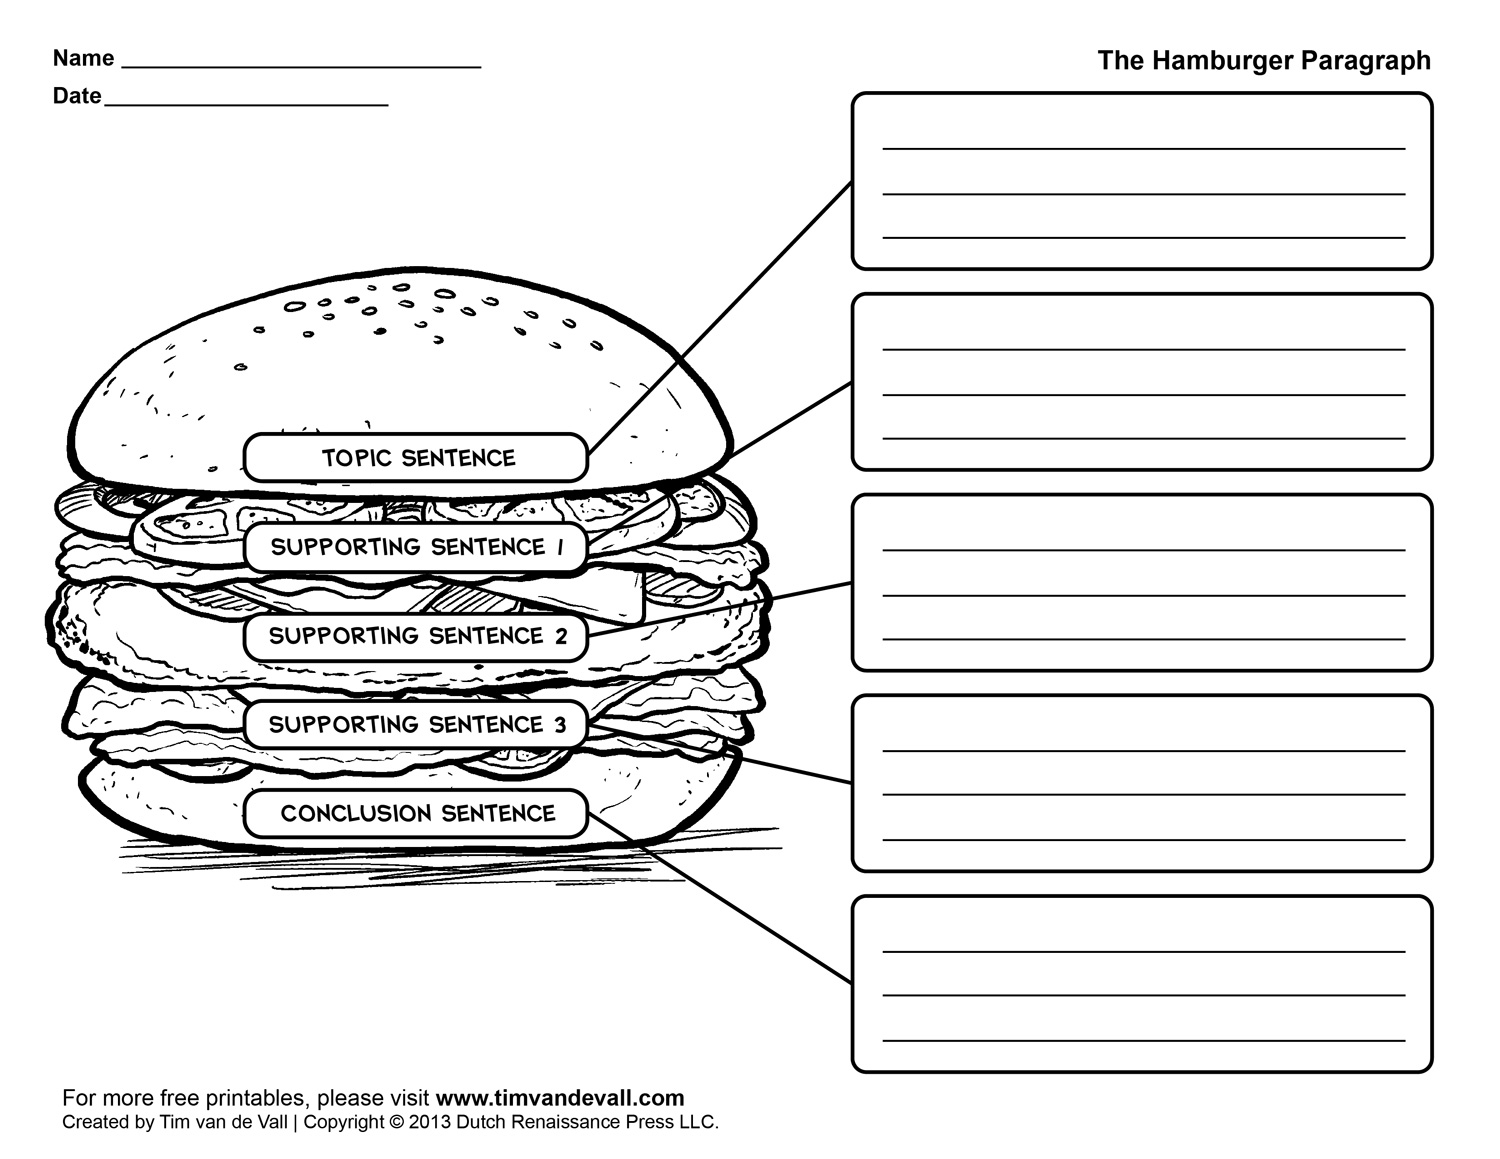 Name
Date
The Hamburger Paragraph
TOPIC SENTENCE
SUPPORTING SENTENCE 1
SUPPORTING SENTENCE 2
SUPPORTING SENTENCE 3
CONCLUSION SENTENCE
For more free printables, please visit www.timvandevall.com
Created by Tim van de Vall | Copyright © 2013 Dutch Renaissance Press LLC.